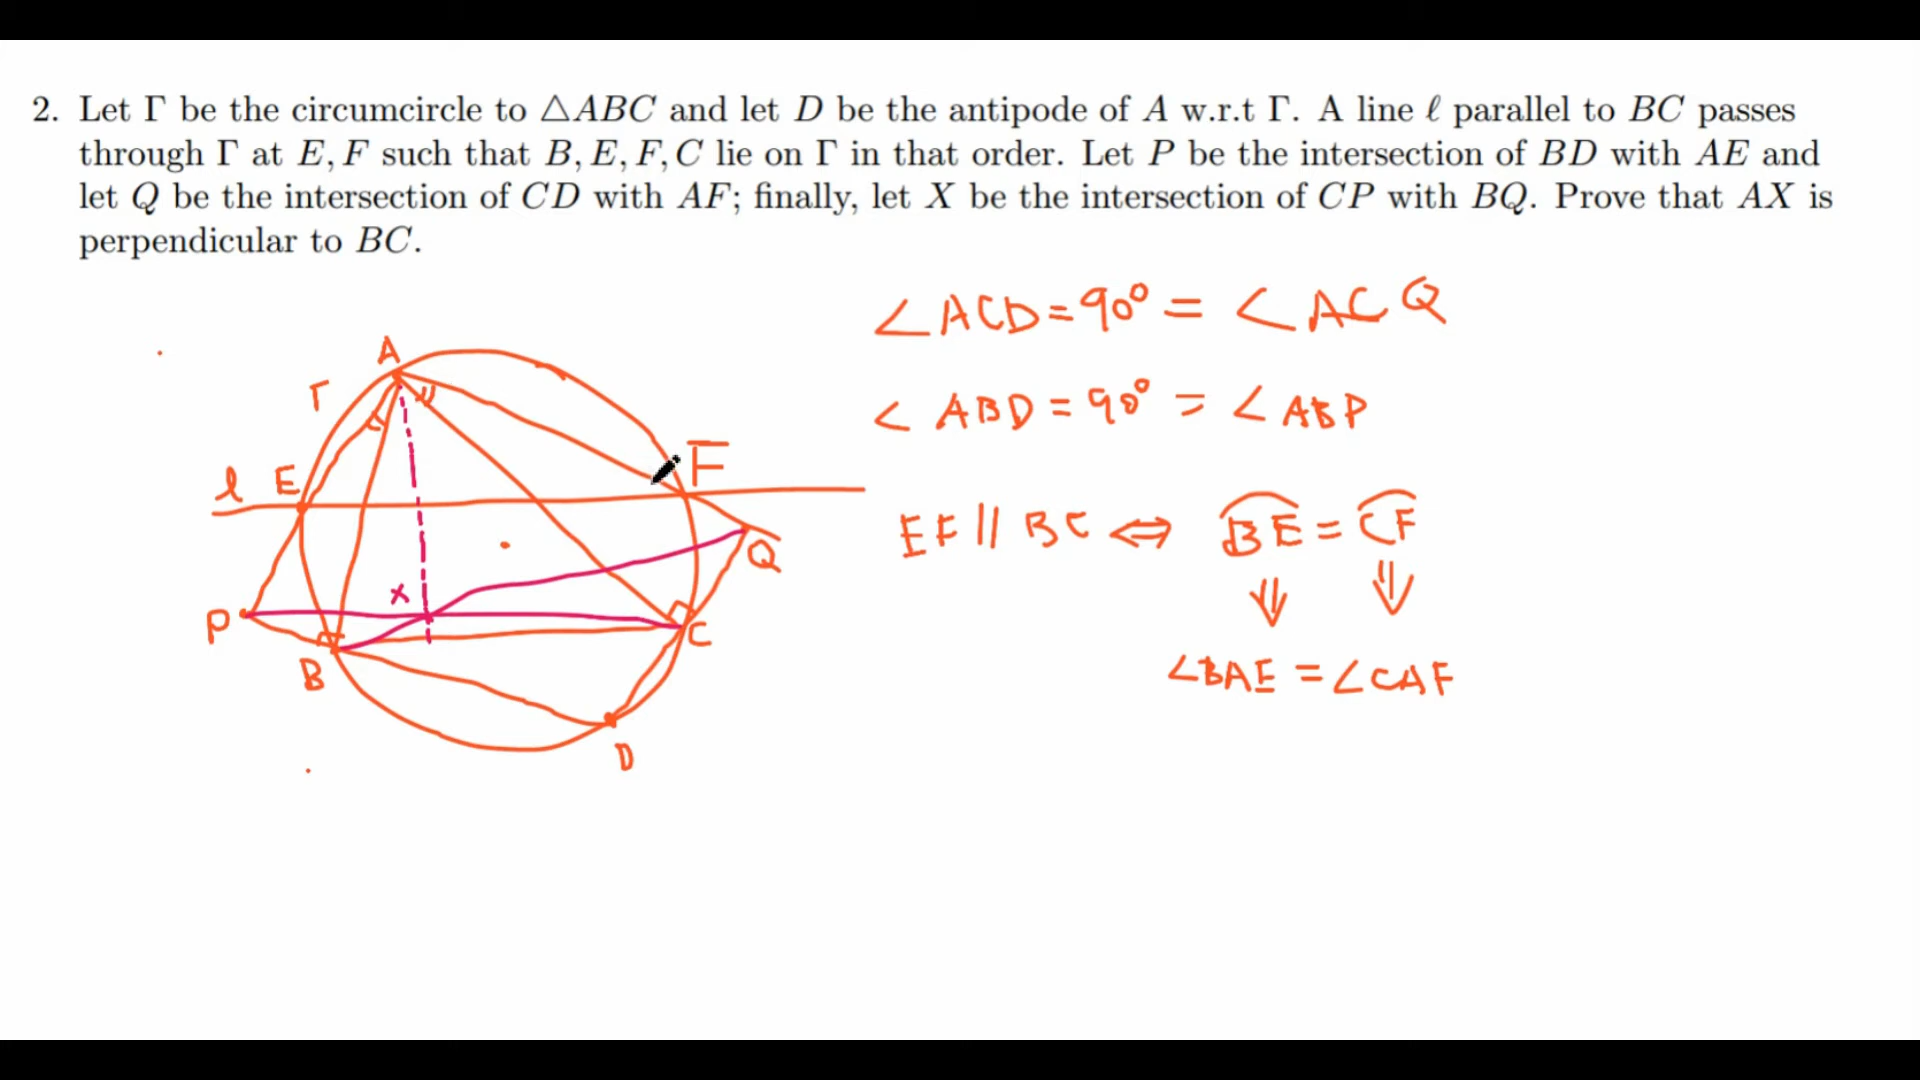 2. Let Γ be the circumcircle to △ABC and let D be the antipode of A w.r.t Γ. A line ℓ parallel to BC passes
through Γ at E, F such that B, E, F, C lie on Γ in that order. Let P be the intersection of BD with AE and
let Q be the intersection of CD with AF; finally, let X be the intersection of CP with BQ. Prove that AX is
perpendicular to BC.
∠ACD = 90° = ∠ACQ
A
Γ
∠ABD = 90° = ∠ABP
F
ℓ E
EF || BC ⇔ BE = CF
Q
X
P
C
B
∠BAE = ∠CAF
D